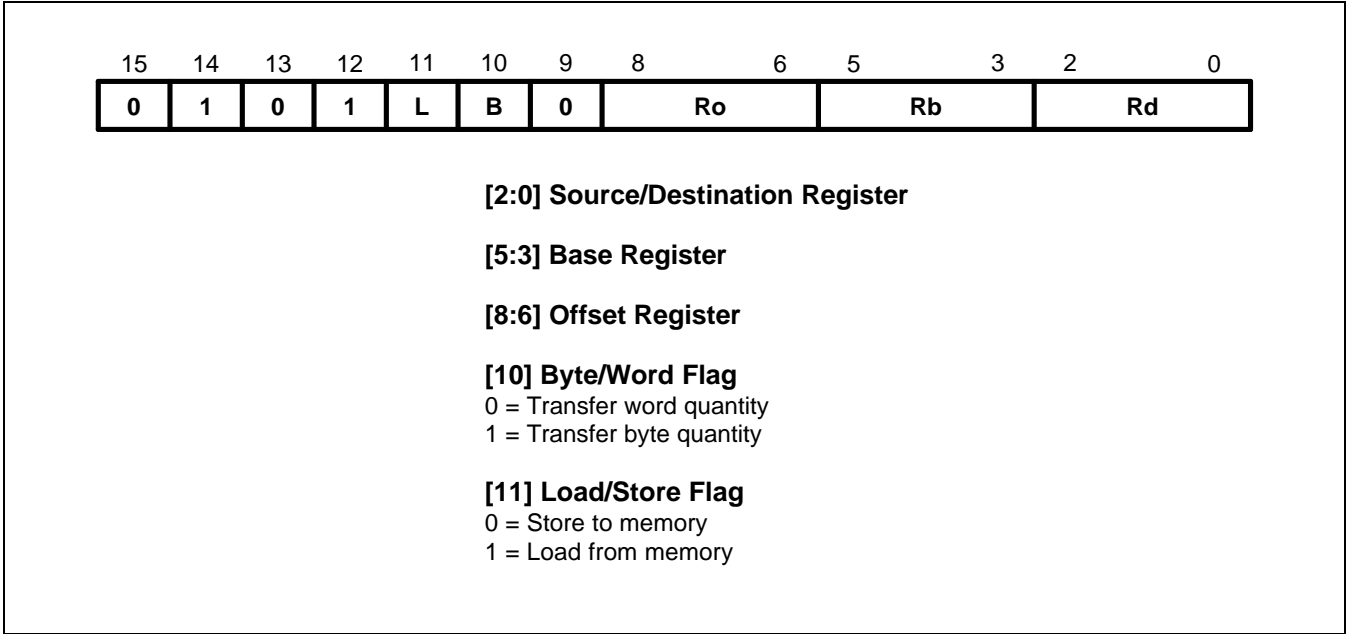 15 14 13 12 11 10 9 8 6 5 3 2 0
0 1 0 1 L B 0 Ro Rb Rd
[2:0] Source/Destination Register
[5:3] Base Register
[8:6] Offset Register
[10] Byte/Word Flag
0 = Transfer word quantity
1 = Transfer byte quantity
[11] Load/Store Flag
0 = Store to memory
1 = Load from memory